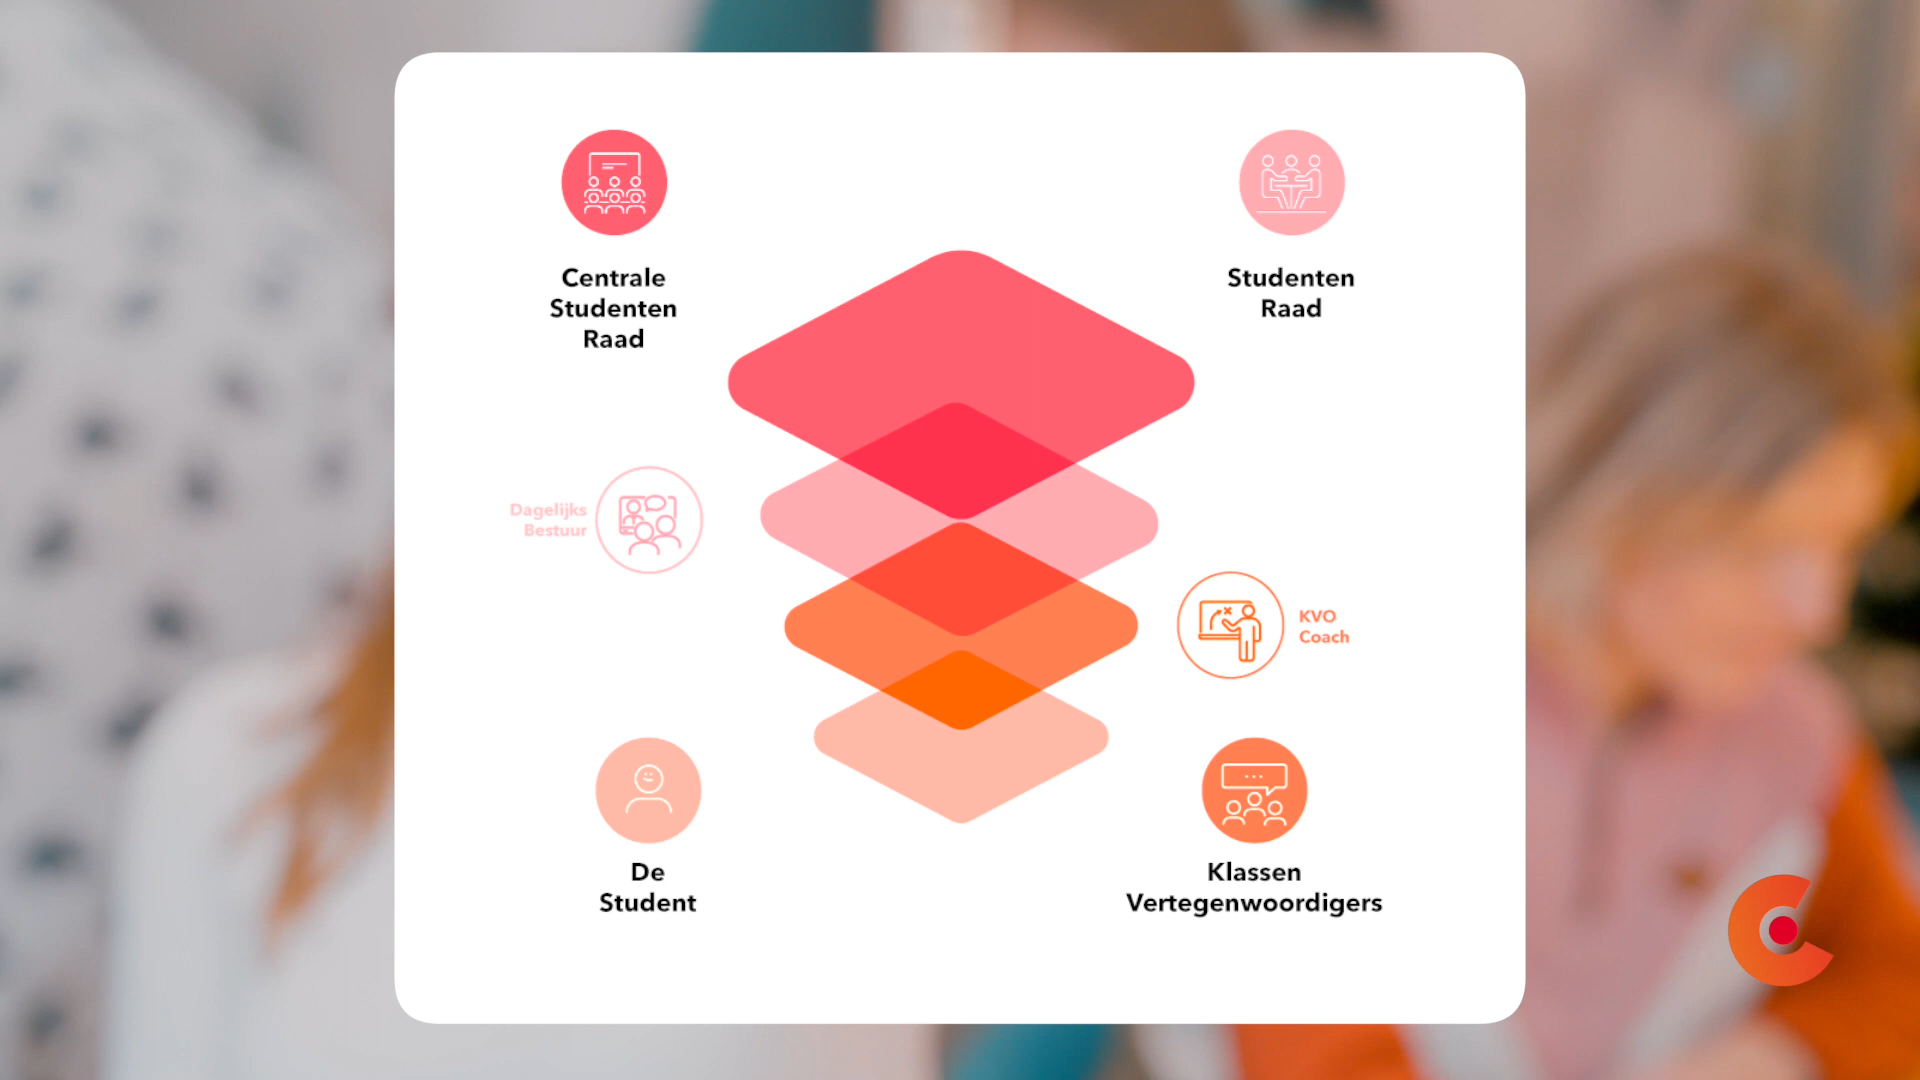 Centrale
Studenten
Raad
Studenten
Raad
Dagelijks
Bestuur
KVO
Coach
De
Student
Klassen
Vertegenwoordigers